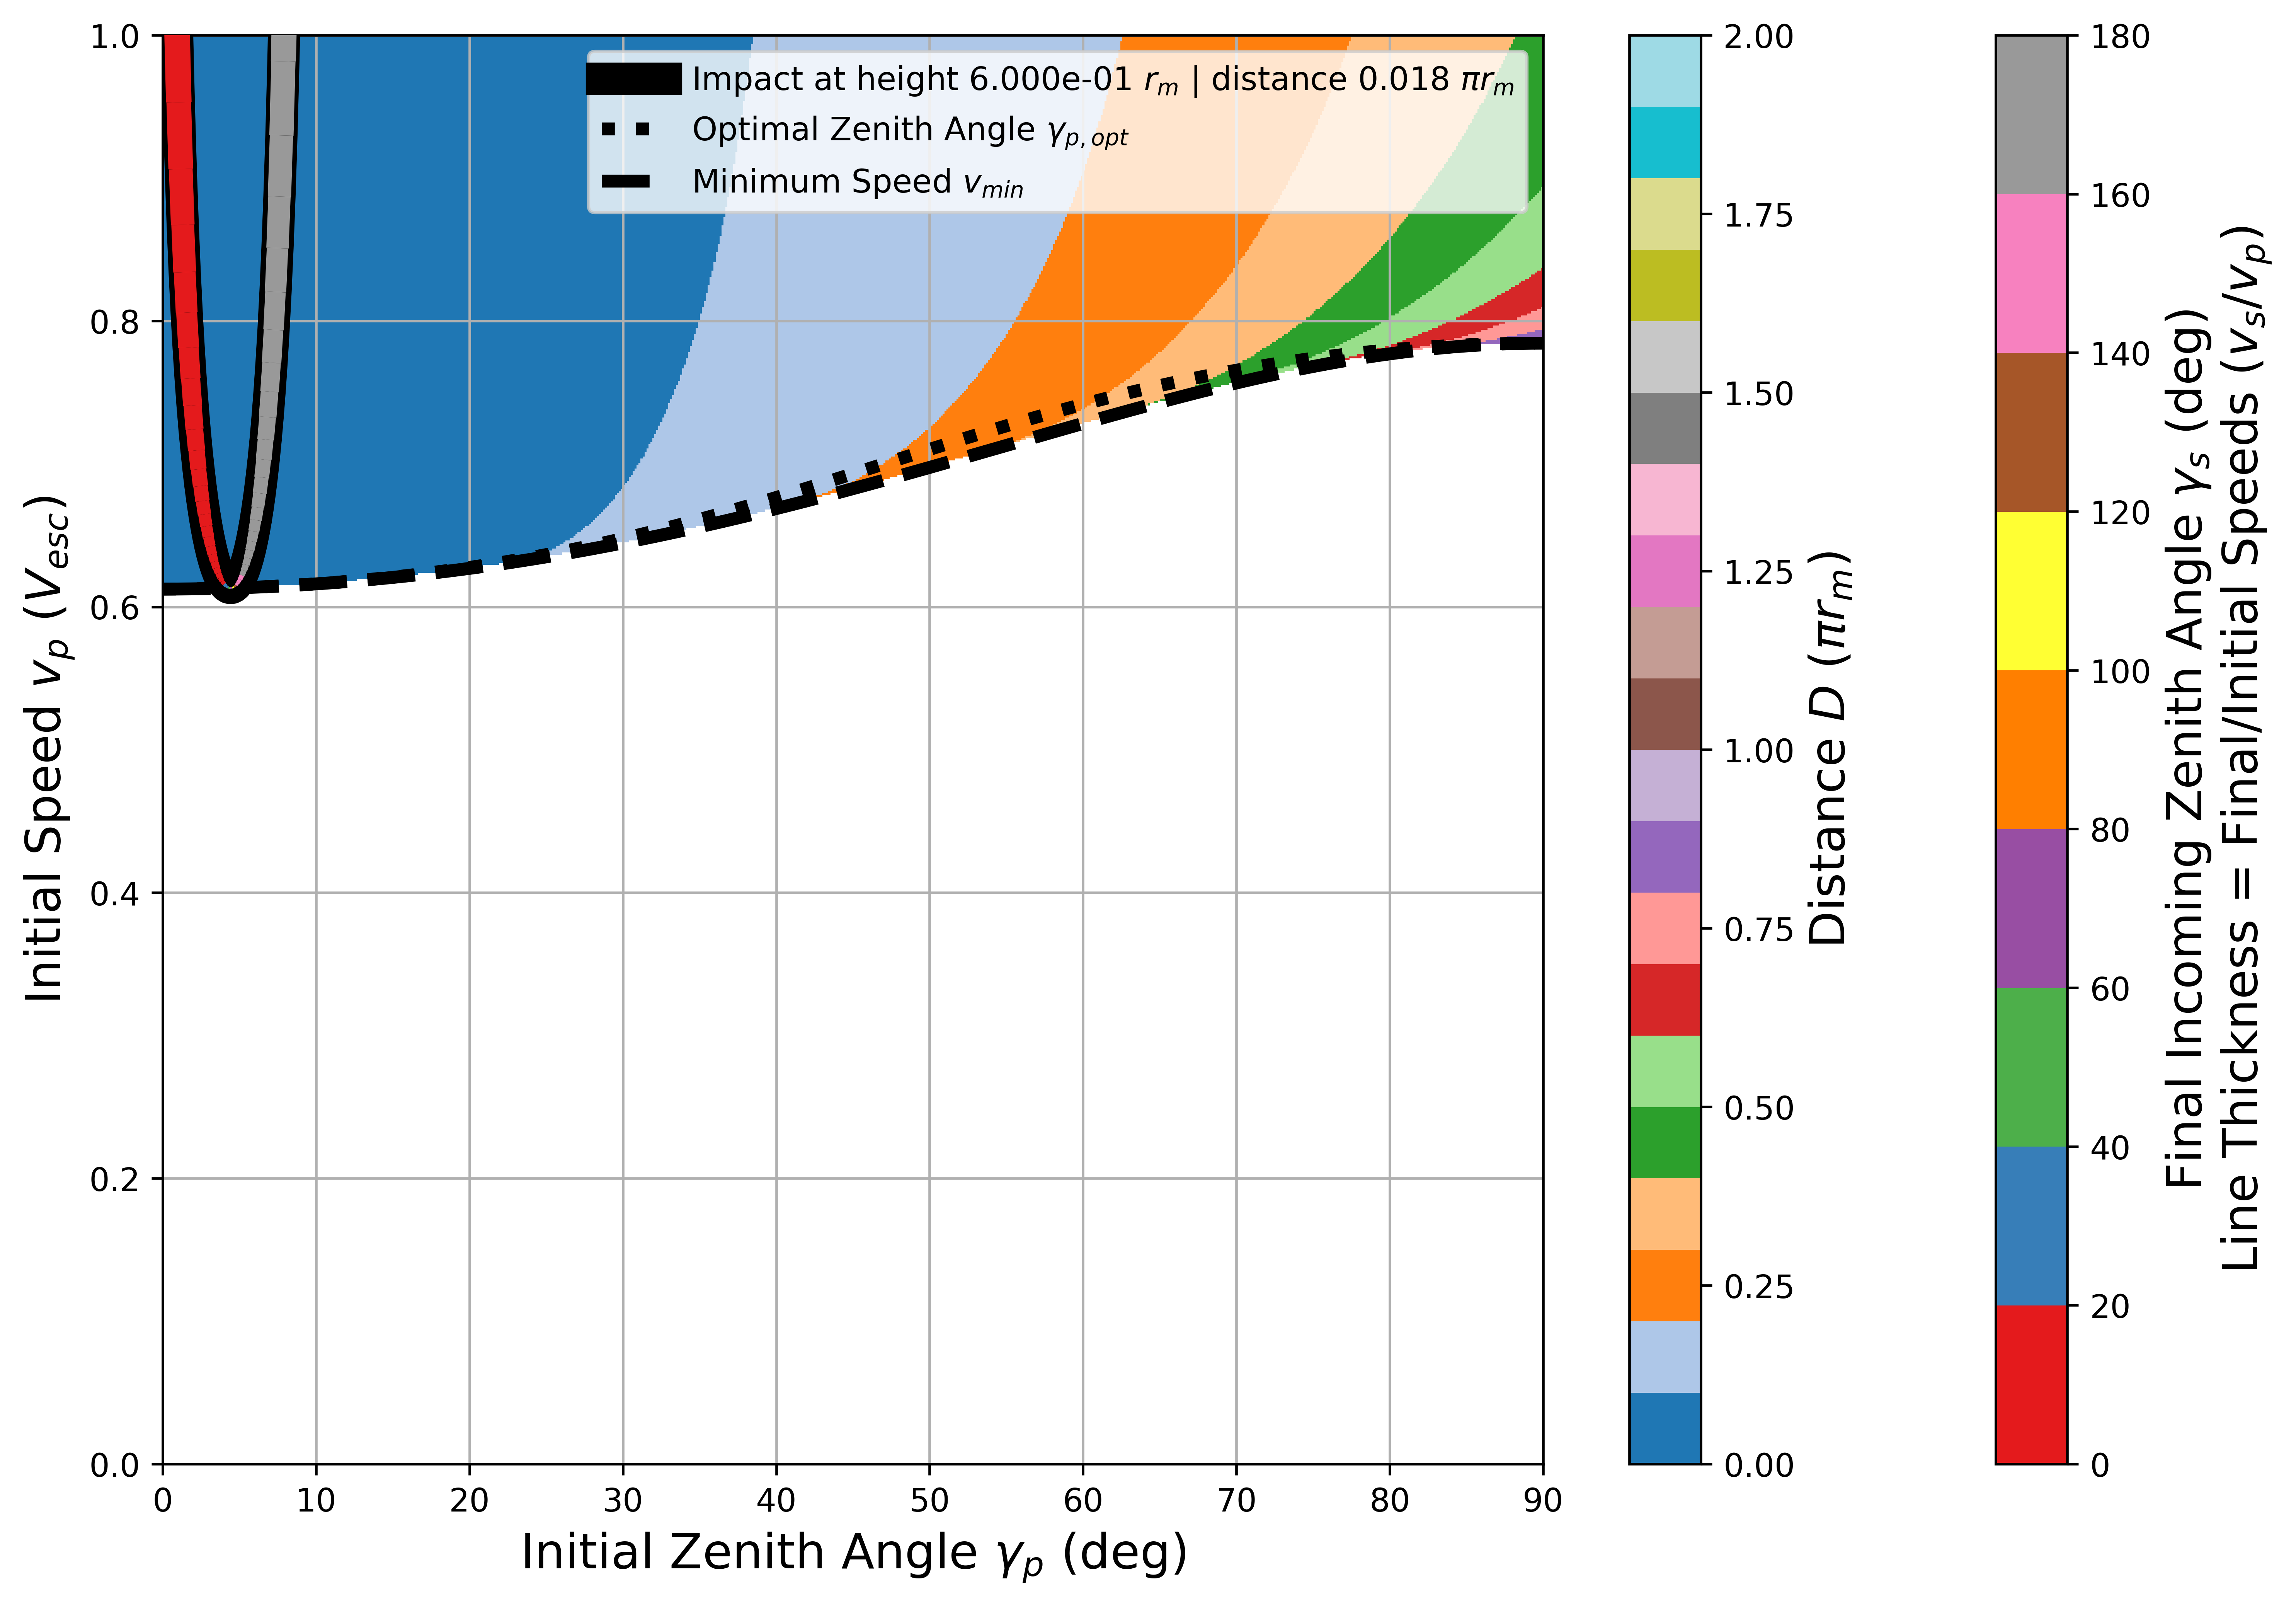 Impact at height 6.000e-01 r_m | distance 0.018 πr_m
Optimal Zenith Angle γ_p,opt
Minimum Speed v_min
1.0
0.8
0.6
0.4
0.2
0.0
Initial Speed v_p (V_esc)
0 10 20 30 40 50 60 70 80 90
Initial Zenith Angle γ_p (deg)
2.00
1.75
1.50
1.25
1.00
0.75
0.50
0.25
0.00
Distance D (πr_m)
180
160
140
120
100
80
60
40
20
0
Final Incoming Zenith Angle γ_s (deg)
Line Thickness = Final/Initial Speeds (v_s/v_p)